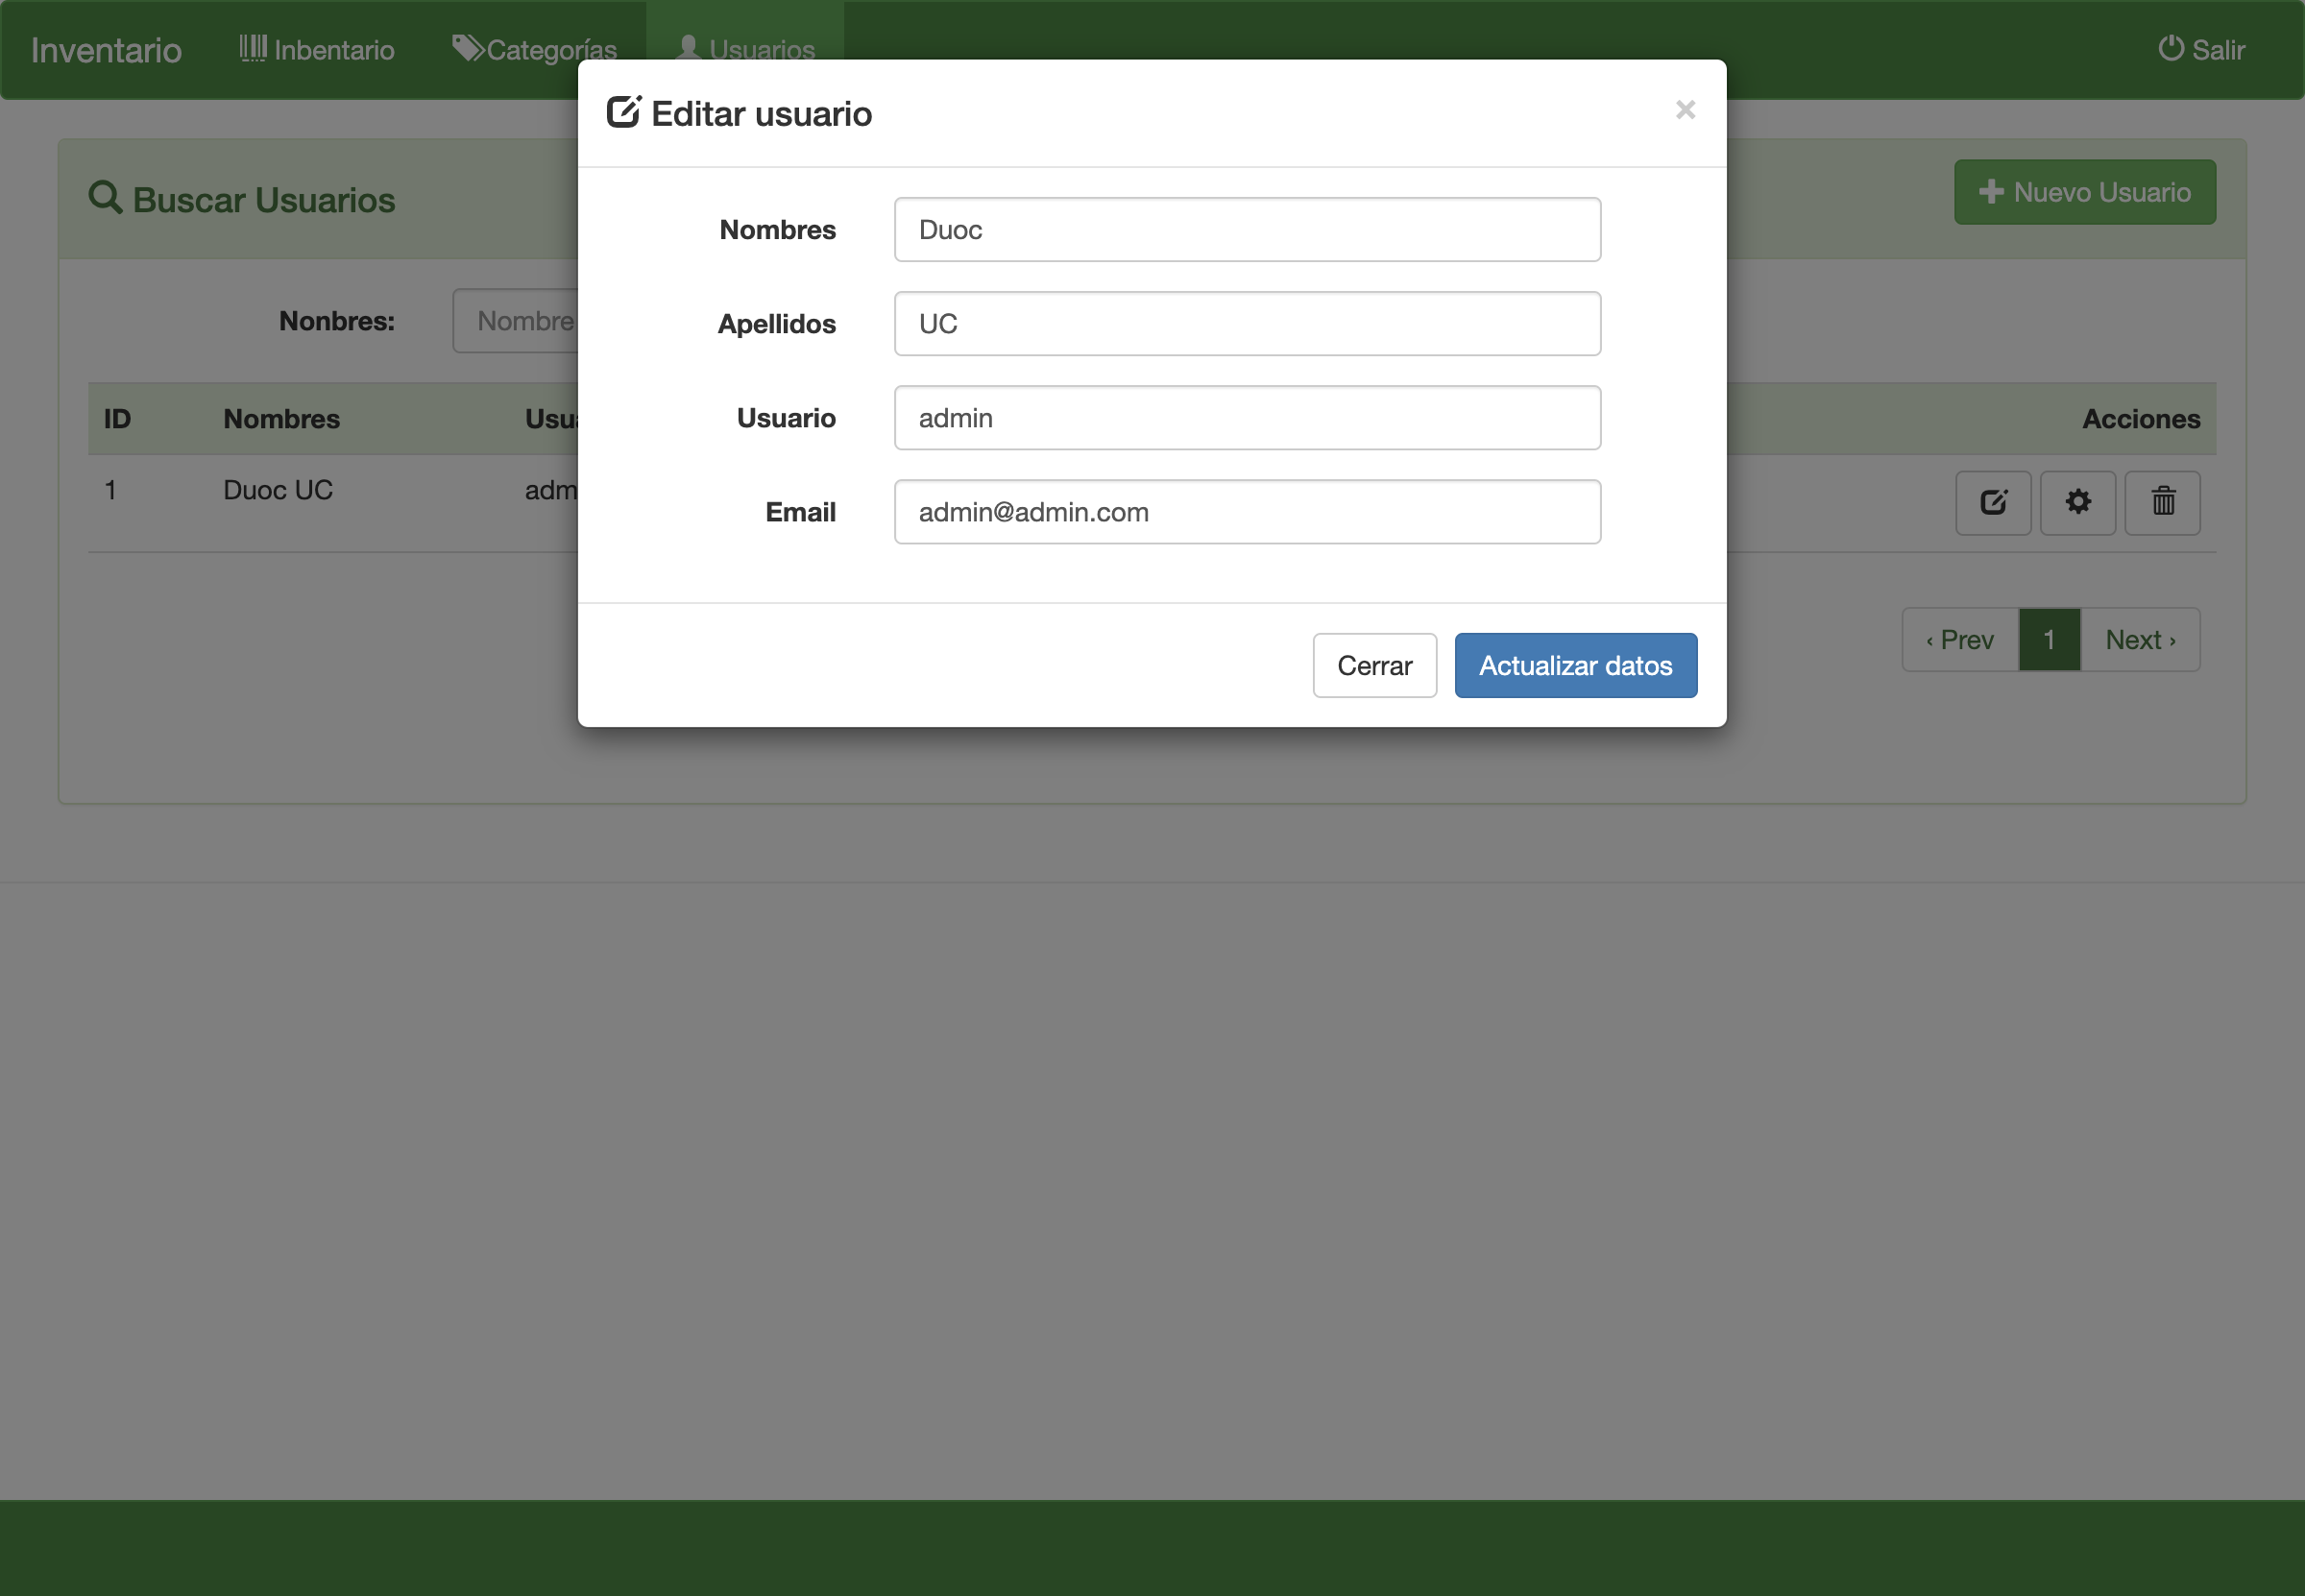 Inventario Inbentario Categorías Usuarios Salir
Editar usuario ×
Buscar Usuarios
Nuevo Usuario
Nombres Duoc
Apellidos UC
Usuario admin
Email admin@admin.com
Cerrar Actualizar datos
Nonbres: Nombre
ID Nombres Usua Acciones
1 Duoc UC adm
‹ Prev 1 Next ›